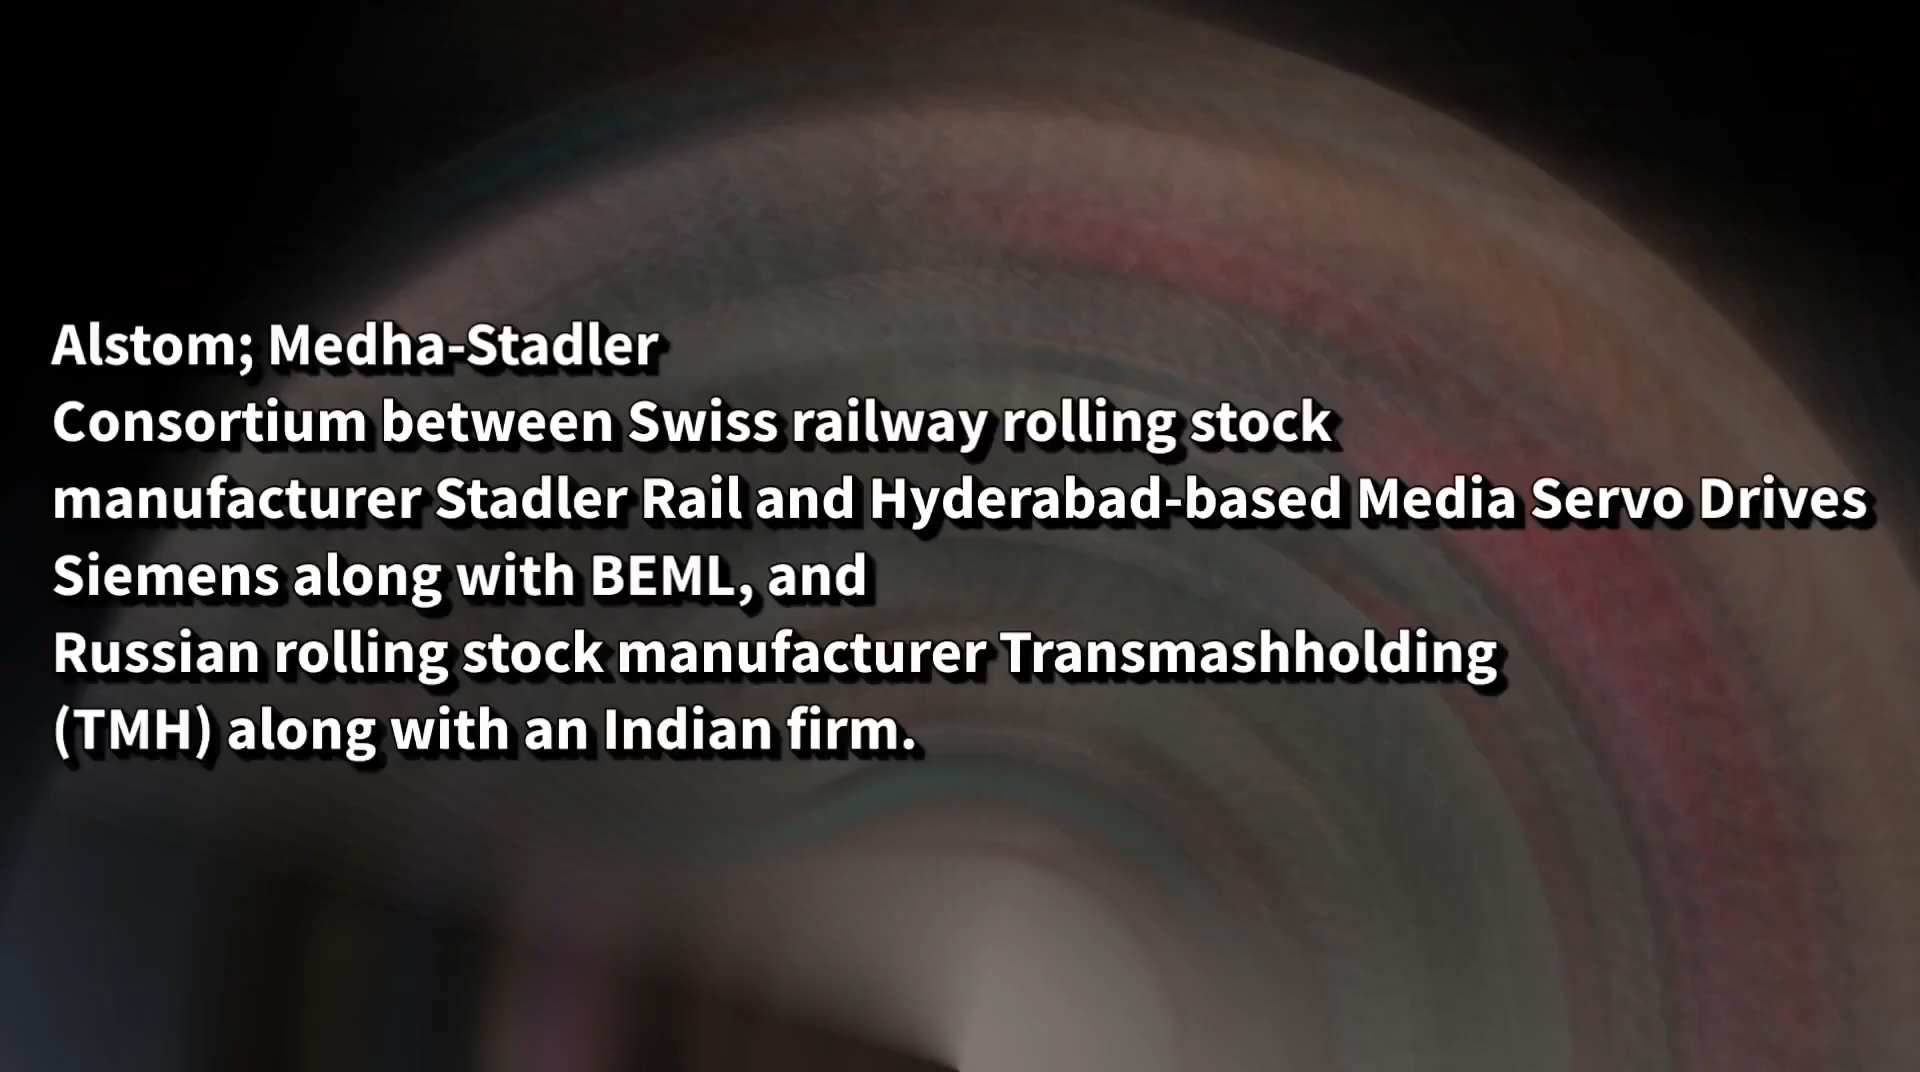 Alstom; Medha-Stadler
Consortium between Swiss railway rolling stock
manufacturer Stadler Rail and Hyderabad-based Media Servo Drives
Siemens along with BEML, and
Russian rolling stock manufacturer Transmashholding
(TMH) along with an Indian firm.